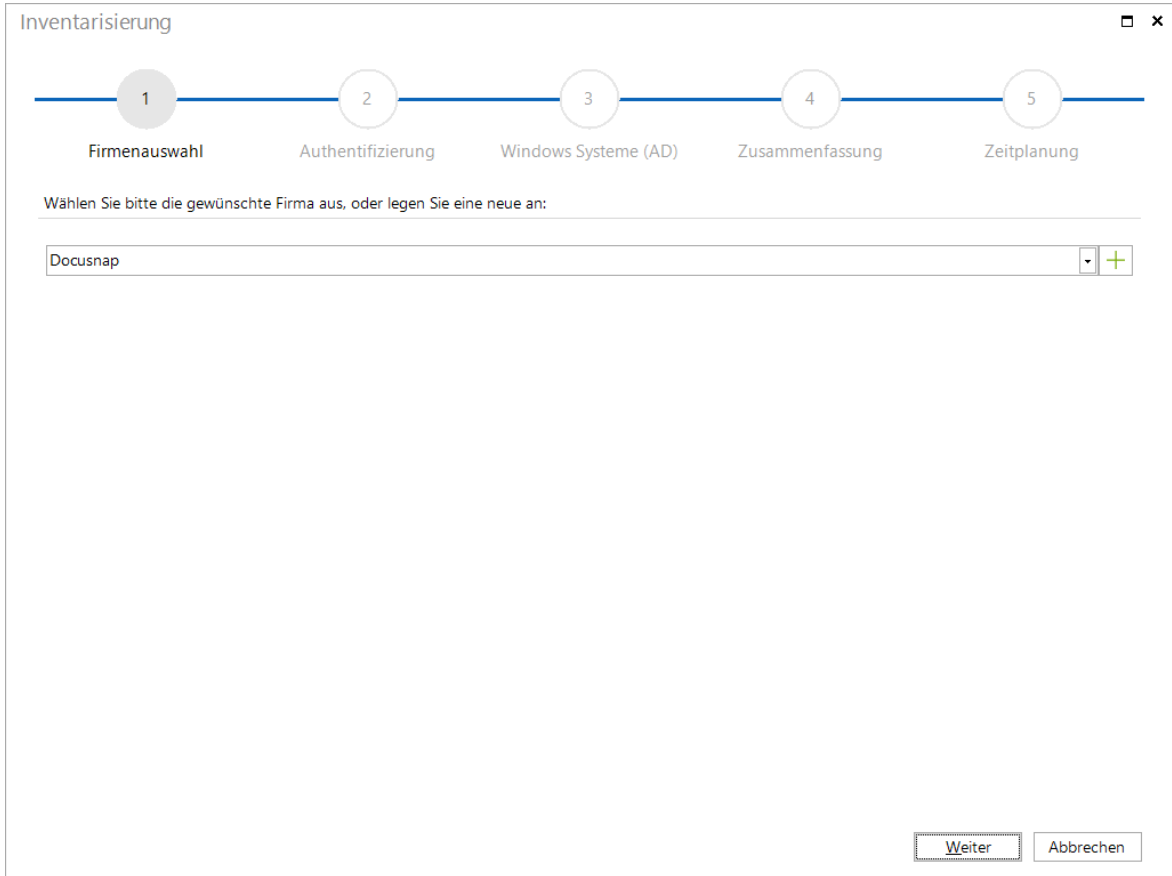 Inventarisierung
1 2 3 4 5
Firmenauswahl Authentifizierung Windows Systeme (AD) Zusammenfassung Zeitplanung
Wählen Sie bitte die gewünschte Firma aus, oder legen Sie eine neue an:
Docusnap
Weiter Abbrechen